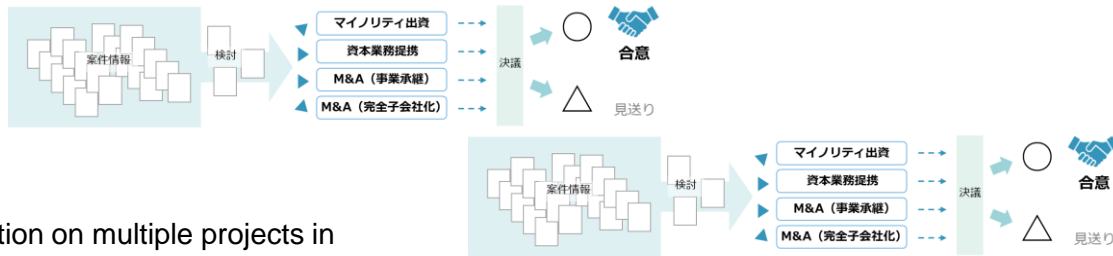 案件情報
検討
マイノリティ出資
資本業務提携
M&A（事業承継）
M&A（完全子会社化）
決議
合意
見送り
案件情報
検討
マイノリティ出資
資本業務提携
M&A（事業承継）
M&A（完全子会社化）
決議
合意
見送り
tion on multiple projects in